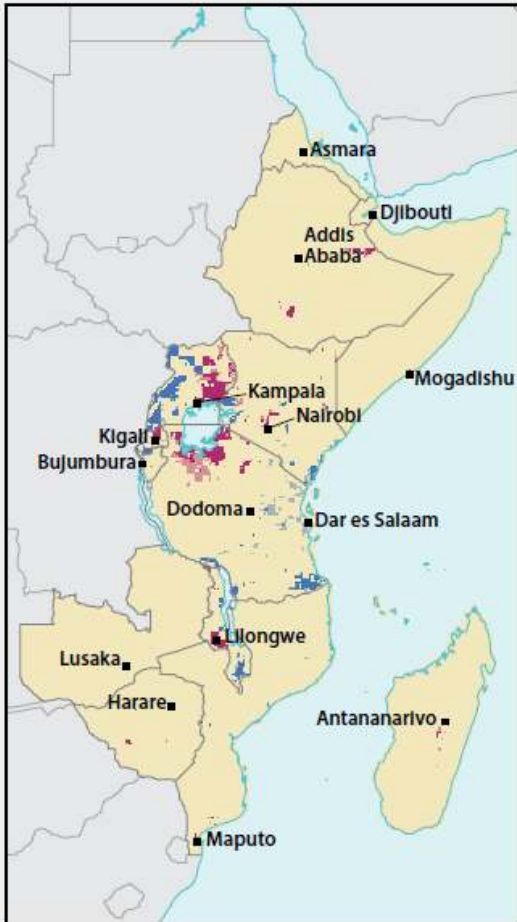 Asmara
Djibouti
Addis
Ababa
Mogadishu
Kampala
Nairobi
Kigali
Bujumbura
Dodoma
Dar es Salaam
Lilongwe
Lusaka
Harare
Antananarivo
Maputo